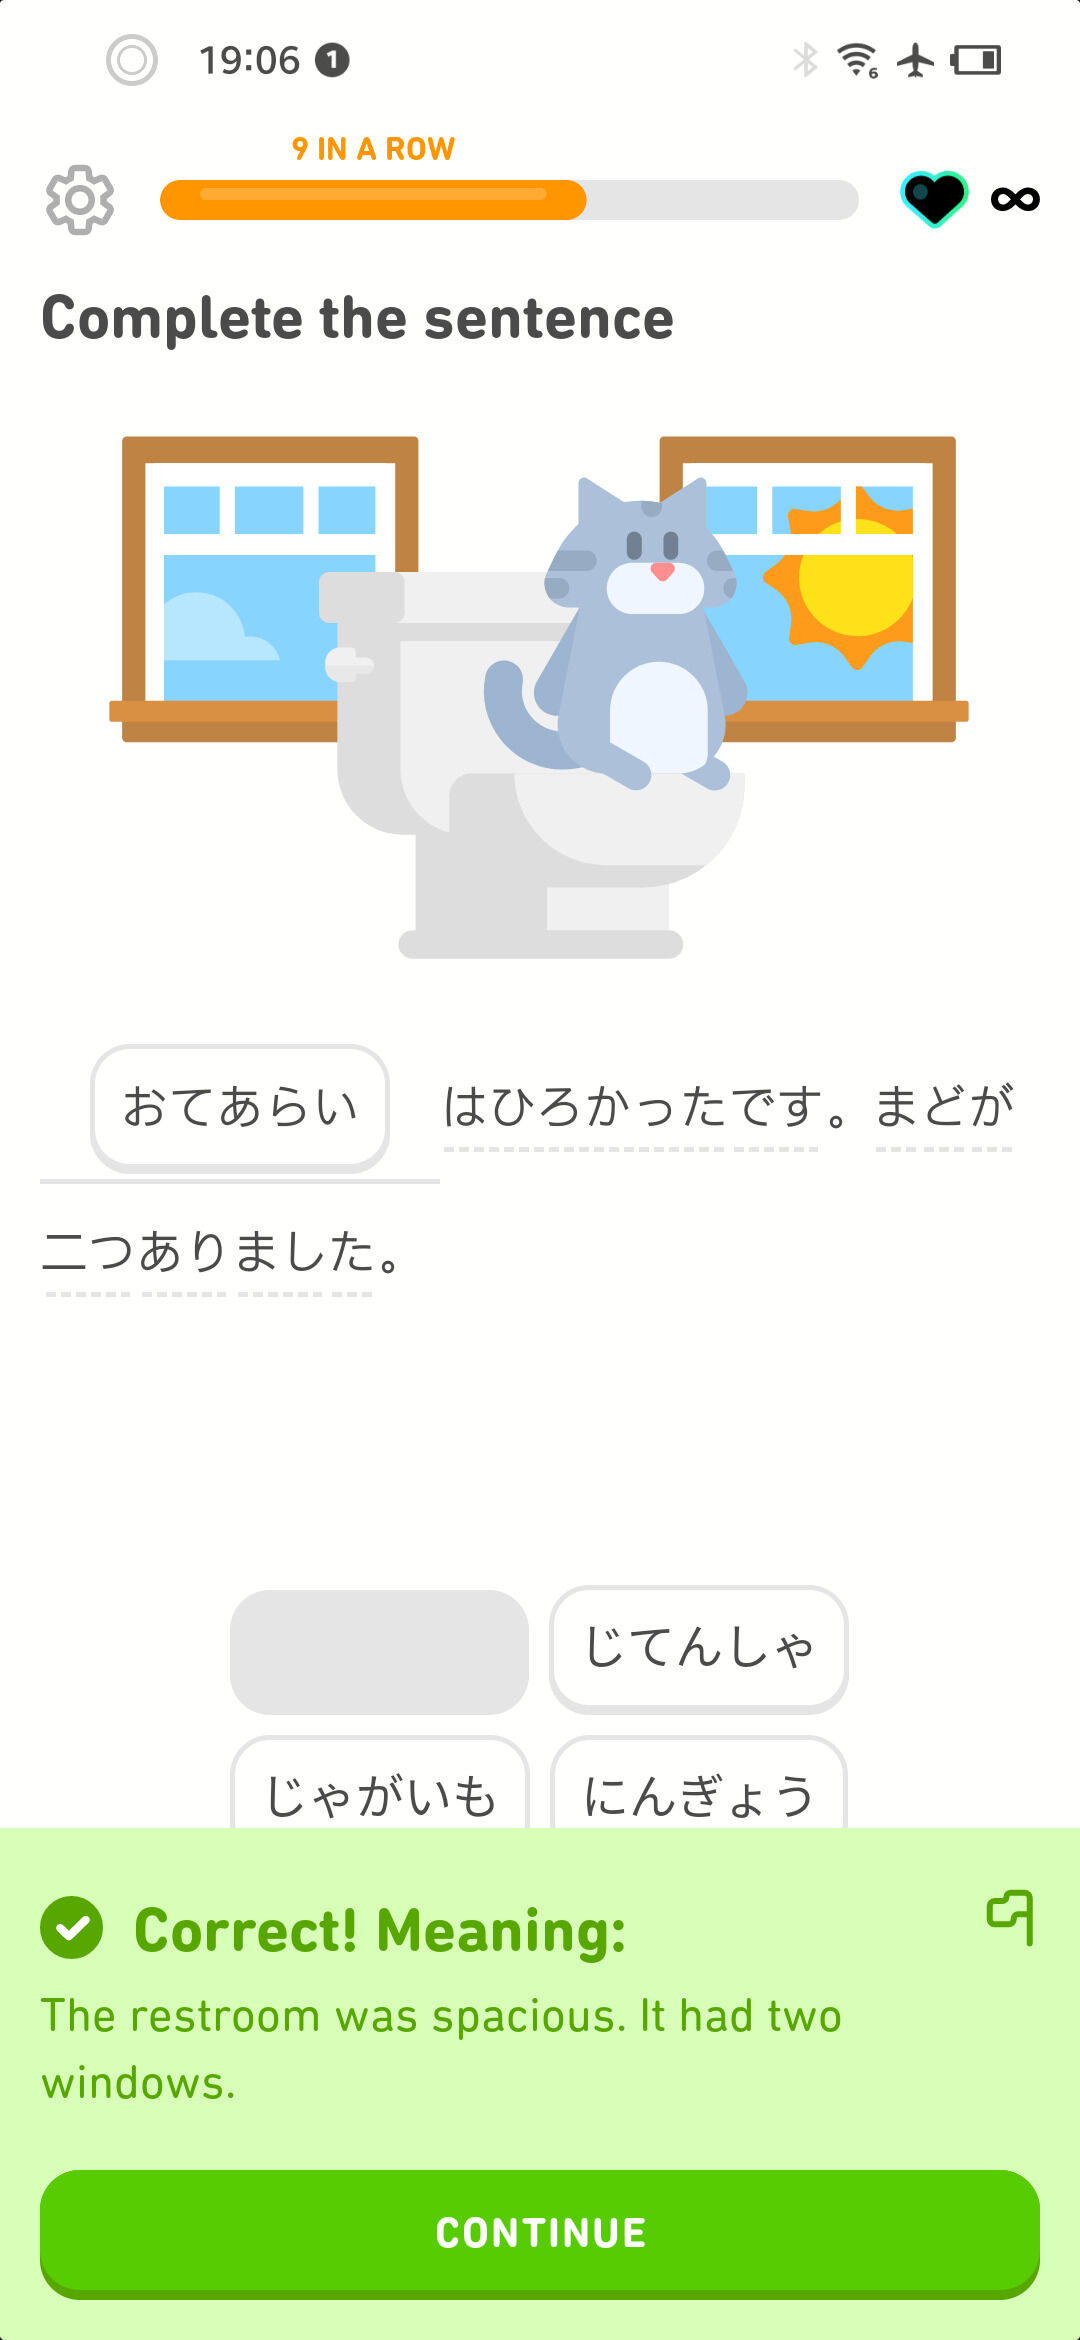 19:06 1
6
9 IN A ROW
Complete the sentence
おてあらい はひろかったです。まどが
二つありました。
じてんしゃ
じゃがいも にんぎょう
Correct! Meaning:
The restroom was spacious. It had two
windows.
CONTINUE